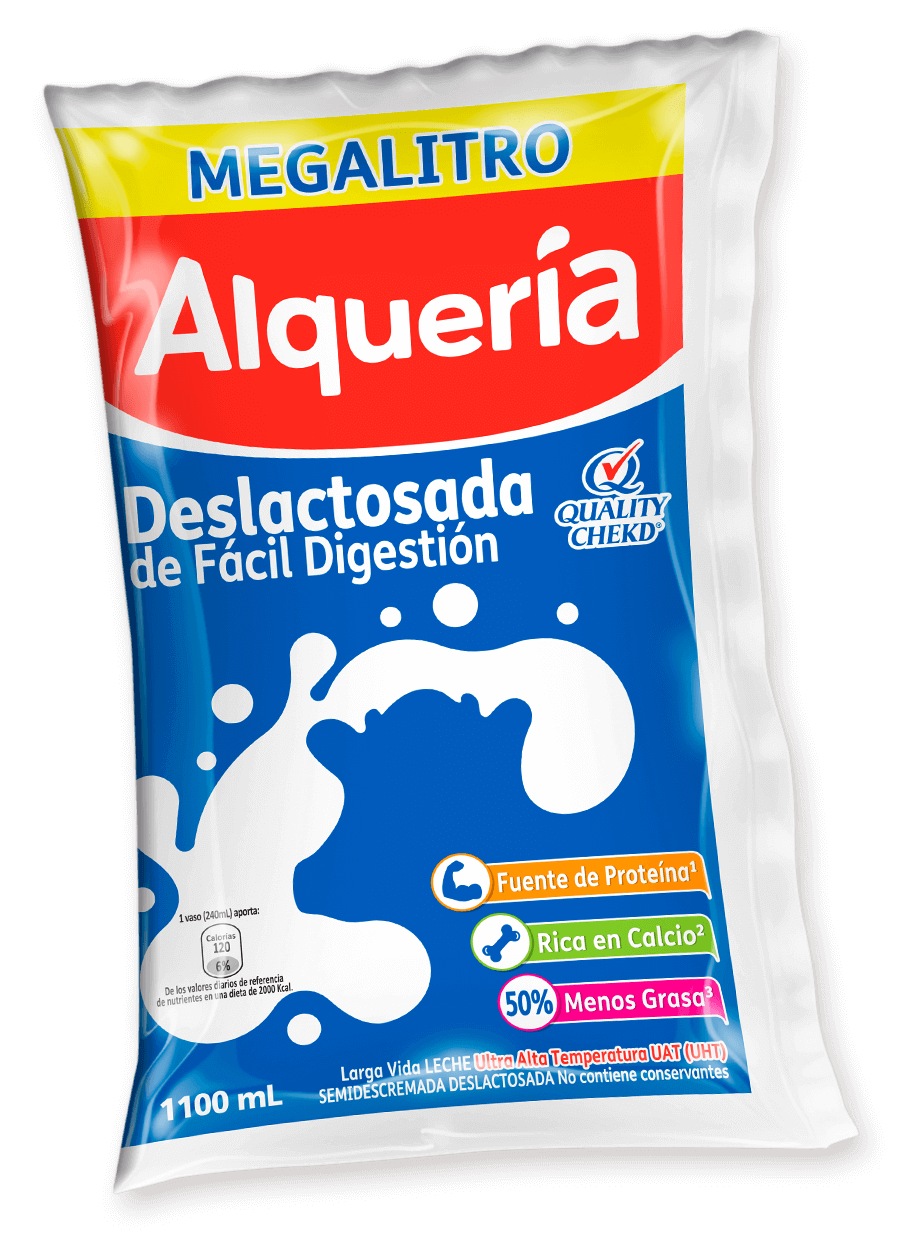 MEGALITRO
Alquería
Deslactosada
de Fácil Digestión
QUALITY
CHEKD®
Fuente de Proteína¹
Rica en Calcio²
50% Menos Grasa³
1 vaso (240mL) aporta:
Calorías
120
6%
De los valores diarios de referencia
de nutrientes en una dieta de 2000 Kcal.
Larga Vida LECHE Ultra Alta Temperatura UAT (UHT)
SEMIDESCREMADA DESLACTOSADA No contiene conservantes
1100 mL